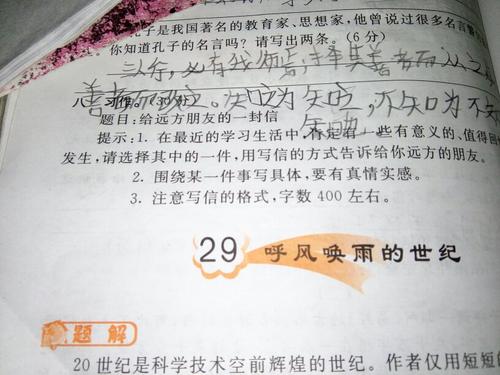 孔子是我国著名的教育家、思想家,他曾说过很多名言
你知道孔子的名言吗?请写出两条。(6分)
三人行,必有我师焉,择其善者而从之
善者而改之。知之为知之,不知为不知
八、习作。(30分)
题目:给远方朋友的一封信
提示:1. 在最近的学习生活中,不定有一些有意义的、值得
发生,请选择其中的一件,用写信的方式告诉给你远方的朋友。
2. 围绕某一件事写具体,要有真情实感。
3. 注意写信的格式,字数400左右。
29 呼风唤雨的世纪
题解
20世纪是科学技术空前辉煌的世纪。作者仅用短短